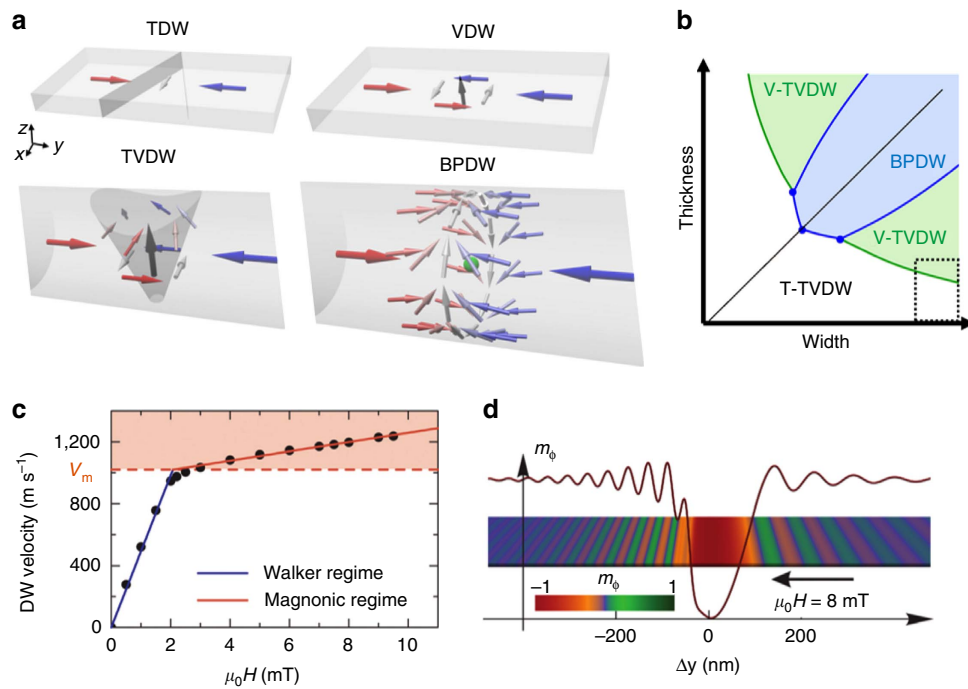 a
TDW
VDW
z
x
y
TVDW
BPDW
b
Thickness
V-TVDW
BPDW
V-TVDW
T-TVDW
Width
c
DW velocity (m s⁻¹)
1,200
Vₘ
800
400
0
0 2 4 6 8 10
μ₀H (mT)
Walker regime
Magnonic regime
d
m_ϕ
m_ϕ
−1 1
μ₀H = 8 mT
−200 0 200
Δy (nm)